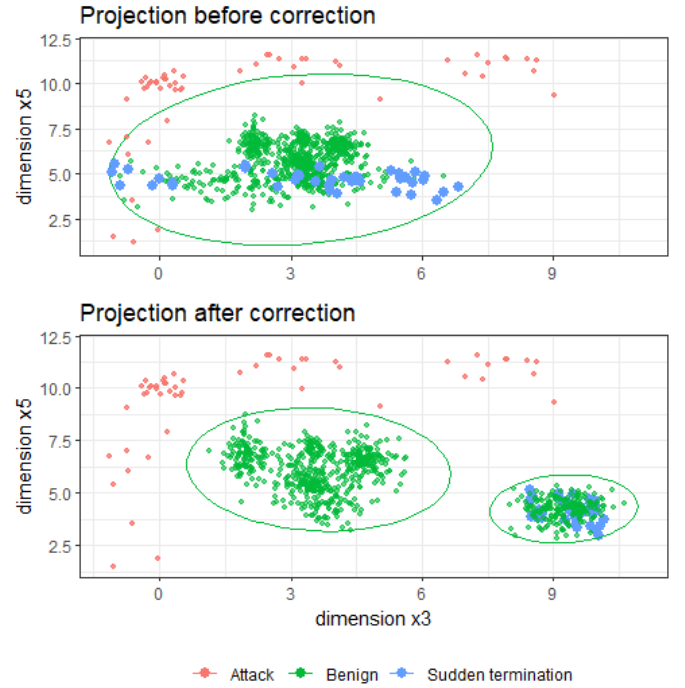 Projection before correction
12.5
10.0
7.5
5.0
2.5
dimension x5
0 3 6 9
Projection after correction
12.5
10.0
7.5
5.0
2.5
dimension x5
0 3 6 9
dimension x3
Attack Benign Sudden termination